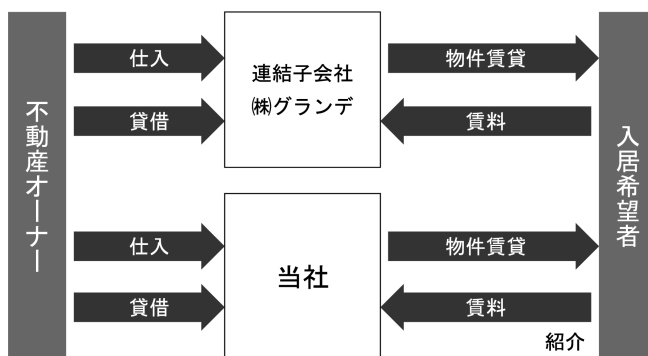 不動産オーナー
仕入
貸借
連結子会社
㈱グランデ
物件賃貸
賃料
仕入
貸借
当社
物件賃貸
賃料
紹介
入居希望者